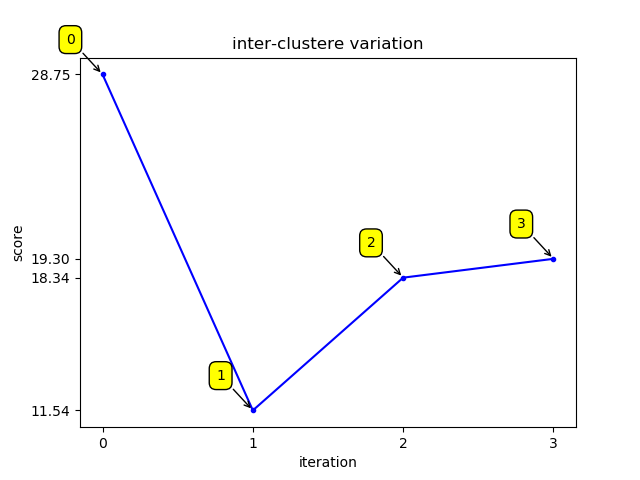 0
inter-clustere variation
28.75
3
2
19.30
18.34
1
11.54
score
0 1 2 3
iteration